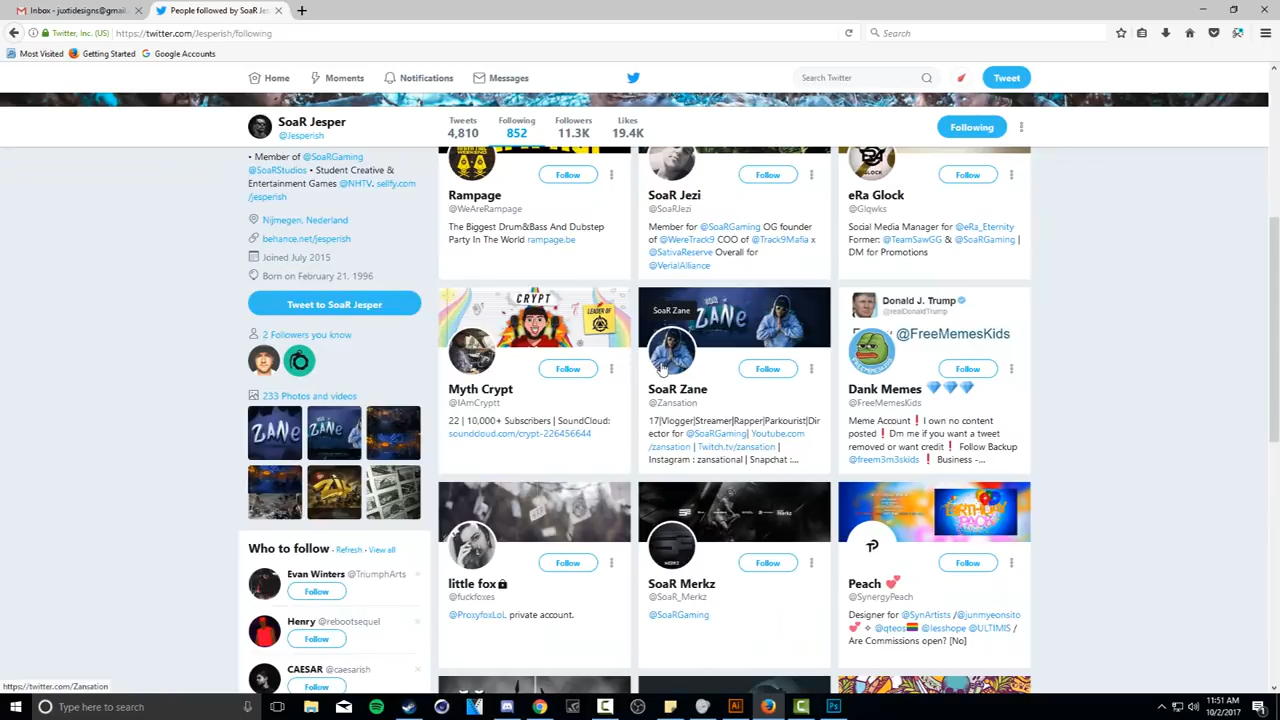 Inbox - juxtidesigns@gmail.
People followed by SoaR Je
Twitter, Inc. (US)
https://twitter.com/Jesperish/following
Search
Most Visited
Getting Started
Google Accounts
Home
Moments
Notifications
Messages
Search Twitter
Tweet
SoaR Jesper
@Jesperish
Tweets
4,810
Following
852
Followers
11.3K
Likes
19.4K
Following
• Member of @SoaRGaming
@SoaRStudios • Student Creative &
Entertainment Games @NHTV. sellfy.com
/jesperish
Nijmegen, Nederland
behance.net/jesperish
Joined July 2015
Born on February 21, 1996
Tweet to SoaR Jesper
2 Followers you know
233 Photos and videos
Who to follow · Refresh · View all
Evan Winters @TriumphArts
Follow
Henry @rebootsequel
Follow
CAESAR @caesarish
Follow
Follow
Rampage
@WeAreRampage
The Biggest Drum&Bass And Dubstep
Party In The World rampage.be
Follow
SoaR Jezi
@SoaRJezi
Member for @SoaRGaming OG founder
of @WereTrack9 COO of @Track9Mafia x
@SativaReserve Overall for
@VerialAlliance
Follow
eRa Glock
@Glqwks
Social Media Manager for @eRa_Eternity
Former: @TeamSawGG & @SoaRGaming |
DM for Promotions
CRYPT
LEADER OF
Follow
Myth Crypt
@IAmCryptt
22 | 10,000+ Subscribers | SoundCloud:
soundcloud.com/crypt-226456644
SoaR Zane
ZANE
Follow
SoaR Zane
@Zansation
17|Vlogger|Streamer|Rapper|Parkourist|Dir
ector for @SoaRGaming| Youtube.com
/zansation | Twitch.tv/zansation |
Instagram : zansational | Snapchat :...
Donald J. Trump
@realDonaldTrump
@FreeMemesKids
Follow
Dank Memes 💎💎💎
@FreeMemesKids
Meme Account❗I own no content
posted❗Dm me if you want a tweet
removed or want credit❗ Follow Backup
@freem3m3skids ❗ Business -...
Follow
little fox
@fuckfoxes
@ProxyfoxLoL private account.
MERKZ
Follow
SoaR Merkz
@SoaR_Merkz
@SoaRGaming
BIRTHDAY
PACK
Follow
Peach 💕
@SynergyPeach
Designer for @SynArtists /@junmyeonsito
💕 ✧ @qteos🏳️‍🌈 @lesshope @ULTIMIS /
Are Commissions open? [No]
https://twitter.com/Zansation
Type here to search
11:51 AM
10/2/2017